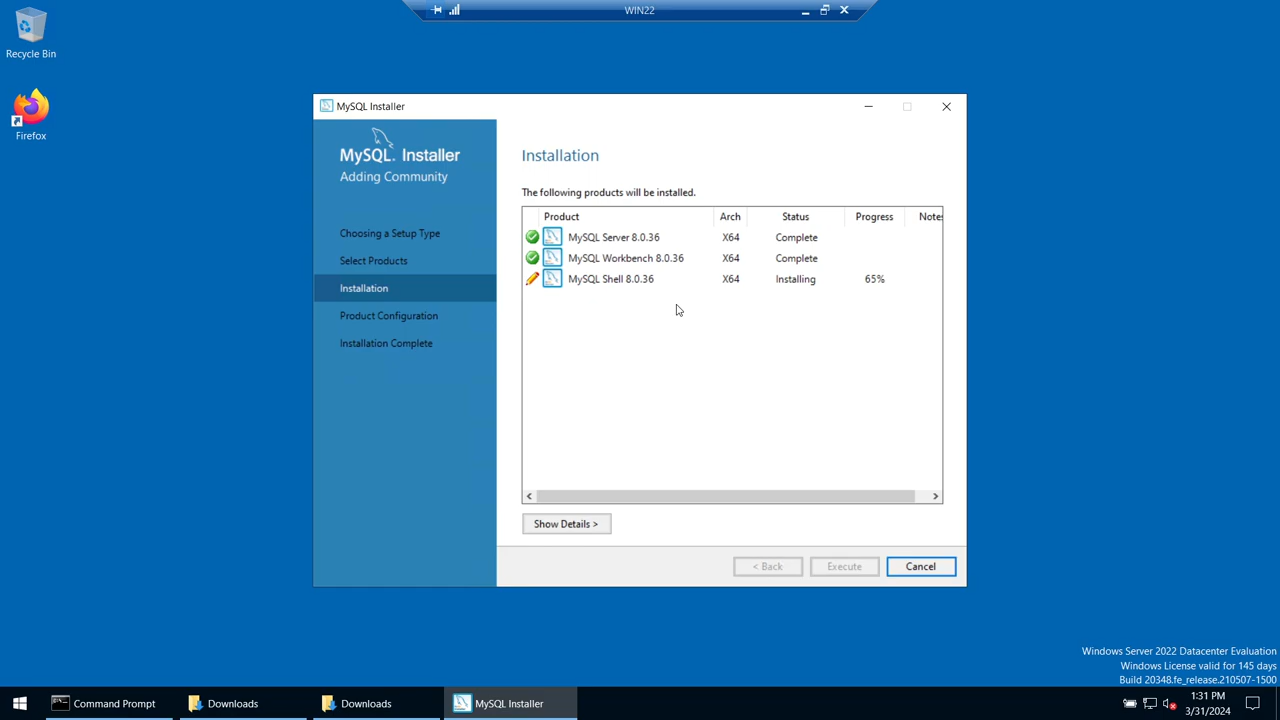 WIN22
Recycle Bin
Firefox
MySQL Installer
MySQL. Installer
Adding Community
Choosing a Setup Type
Select Products
Installation
Product Configuration
Installation Complete
Installation
The following products will be installed.
Product Arch Status Progress Notes
MySQL Server 8.0.36 X64 Complete
MySQL Workbench 8.0.36 X64 Complete
MySQL Shell 8.0.36 X64 Installing 65%
Show Details >
< Back Execute Cancel
Windows Server 2022 Datacenter Evaluation
Windows License valid for 145 days
Build 20348.fe_release.210507-1500
Command Prompt Downloads Downloads MySQL Installer
1:31 PM
3/31/2024